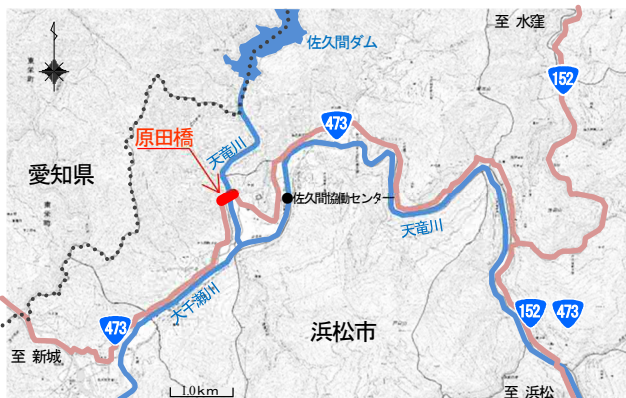 至 水窪
佐久間ダム
152
473
原田橋
天竜川
愛知県
佐久間協働センター
天竜川
大千瀬川
152
473
473
浜松市
至 新城
1.0km
至 浜松